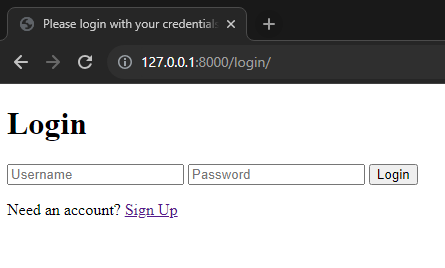 Please login with your credentials
127.0.0.1:8000/login/
Login
Username Password Login
Need an account? Sign Up